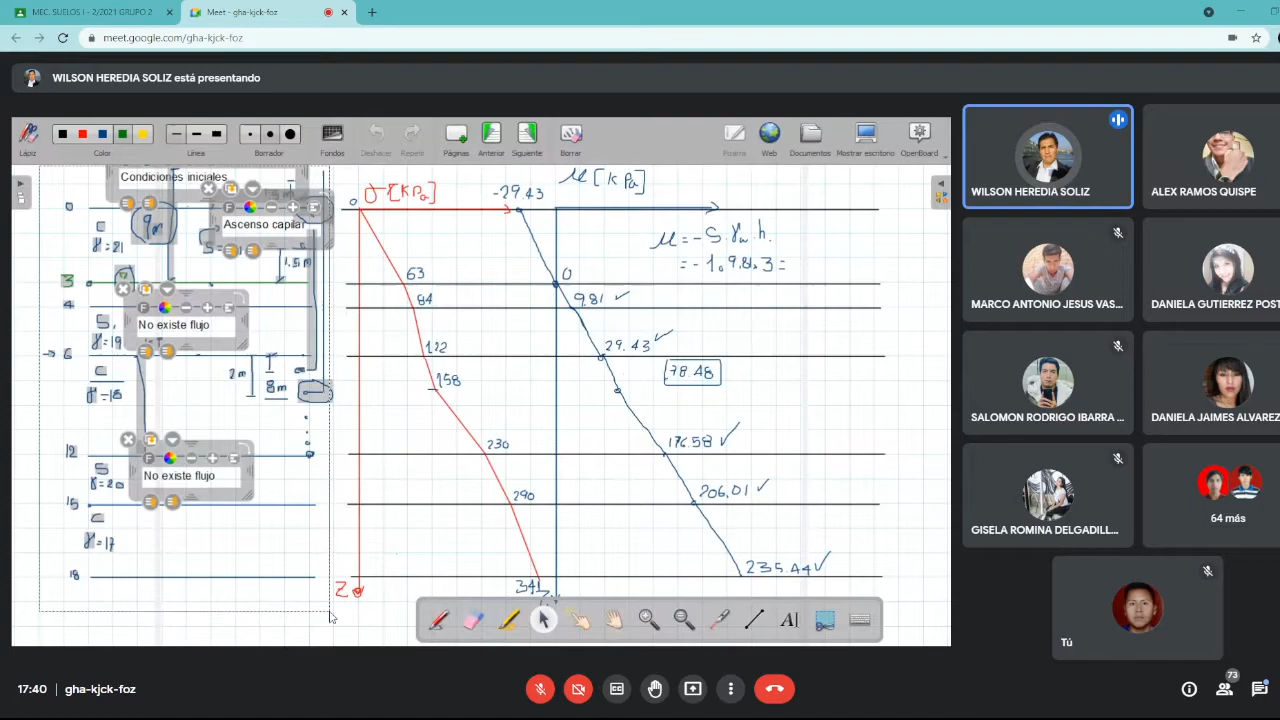 MEC. SUELOS I - 2/2021 GRUPO 2
Meet - gha-kjck-foz
meet.google.com/gha-kjck-foz
WILSON HEREDIA SOLIZ está presentando
Lápiz
Color
Línea
Borrador
Fondos
Deshacer
Repetir
Páginas
Anterior
Siguiente
Borrar
Pizarra
Web
Documentos
Mostrar escritorio
OpenBoard
Condiciones iniciales
Ascenso capilar
No existe flujo
No existe flujo
0
C
γ=21
9m
1.5m
3
4
S
γ=19
6
C
γ=18
2m
8m
12
S
γ=20
15
C
γ=17
18
0
σ [kPa]
63
84
122
158
230
290
341
Z
-29.43
μ [kPa]
μ = -S.γw.h.
= -1.9.81.3 =
0
9.81 ✓
29.43 ✓
78.48
176.58 ✓
206.01 ✓
235.44 ✓
WILSON HEREDIA SOLIZ
ALEX RAMOS QUISPE
MARCO ANTONIO JESUS VAS...
DANIELA GUTIERREZ POST
SALOMON RODRIGO IBARRA ...
DANIELA JAIMES ALVAREZ
GISELA ROMINA DELGADILL...
64 más
Tú
17:40
gha-kjck-foz
73